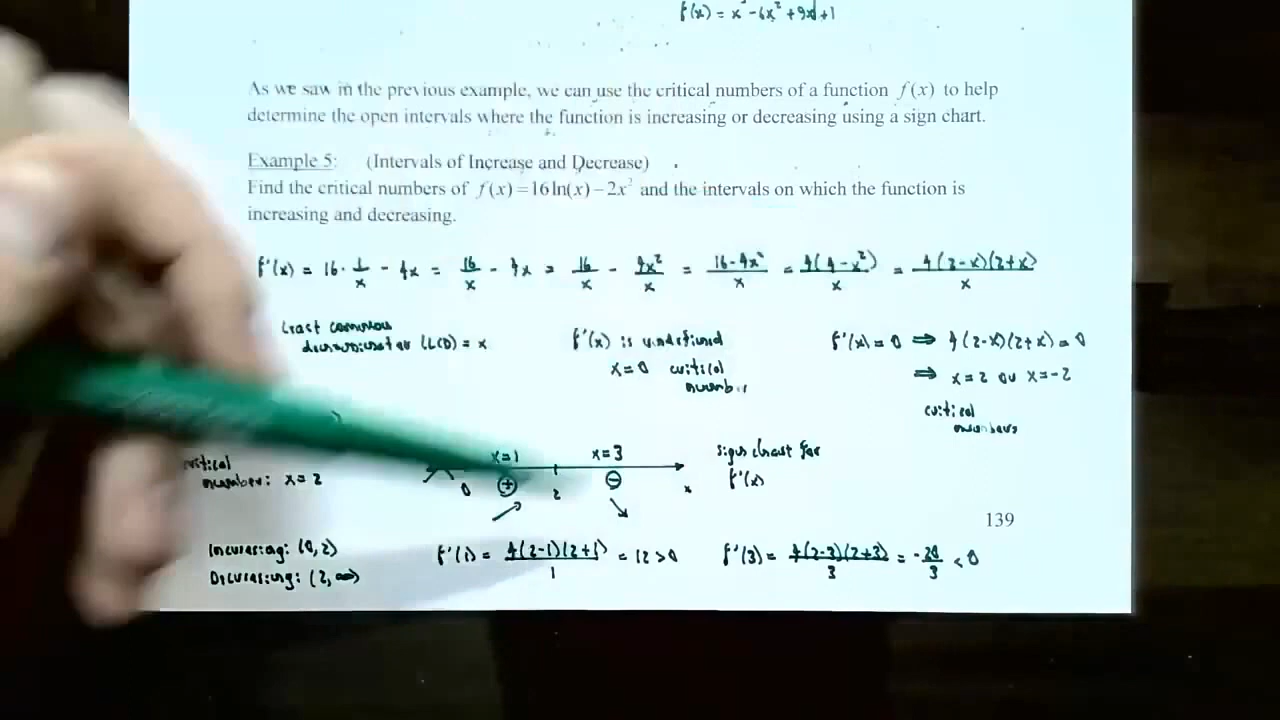 f(x) = x³ - 6x² + 9x + 1
As we saw in the previous example, we can use the critical numbers of a function f(x) to help
determine the open intervals where the function is increasing or decreasing using a sign chart.
Example 5: (Intervals of Increase and Decrease)
Find the critical numbers of f(x) = 16 ln(x) − 2x² and the intervals on which the function is
increasing and decreasing.
f'(x) = 16 · 1/x - 4x = 16/x - 4x = 16/x - 4x²/x = (16-4x²)/x = 4(4-x²)/x = 4(2-x)(2+x)/x
Least common
denominator (LCD) = x
f'(x) is undefined
x=0 critical
number
f'(x)=0 ⇒ 4(2-x)(2+x)=0
⇒ x=2 or x=-2
critical
numbers
critical
number: x=2
x=1 x=3
0 2 x
⊕ ⊖
sign chart for
f'(x)
139
Increasing: (0,2)
Decreasing: (2,∞)
f'(1) = 4(2-1)(2+1)/1 = 12 > 0
f'(3) = 4(2-3)(2+3)/3 = -20/3 < 0